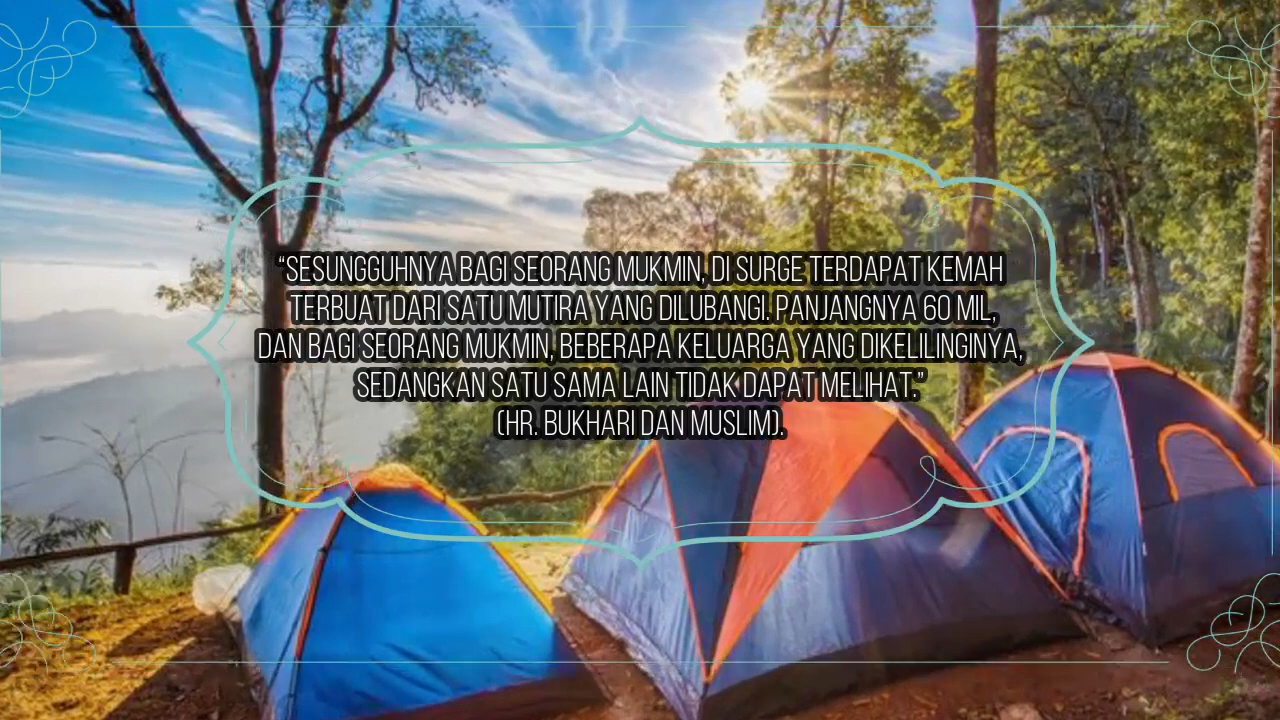 “SESUNGGUHNYA BAGI SEORANG MUKMIN, DI SURGE TERDAPAT KEMAH
TERBUAT DARI SATU MUTIRA YANG DILUBANGI. PANJANGNYA 60 MIL,
DAN BAGI SEORANG MUKMIN, BEBERAPA KELUARGA YANG DIKELILINGINYA,
SEDANGKAN SATU SAMA LAIN TIDAK DAPAT MELIHAT.”
(HR. BUKHARI DAN MUSLIM).